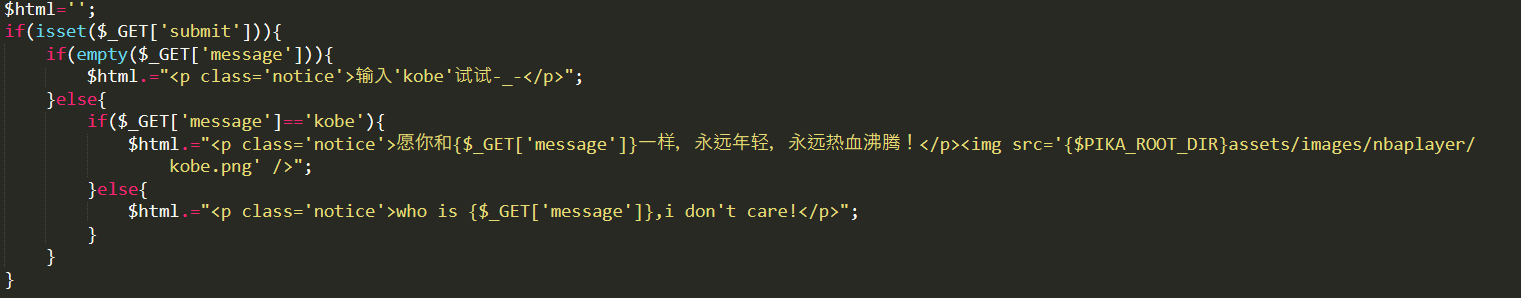 $html='';
if(isset($_GET['submit'])){
    if(empty($_GET['message'])){
        $html.="<p class='notice'>输入'kobe'试试-_-</p>";
    }else{
        if($_GET['message']=='kobe'){
            $html.="<p class='notice'>愿你和{$_GET['message']}一样，永远年轻，永远热血沸腾！</p><img src='{$PIKA_ROOT_DIR}assets/images/nbaplayer/
                kobe.png' />";
        }else{
            $html.="<p class='notice'>who is {$_GET['message']},i don't care!</p>";
        }
    }
}